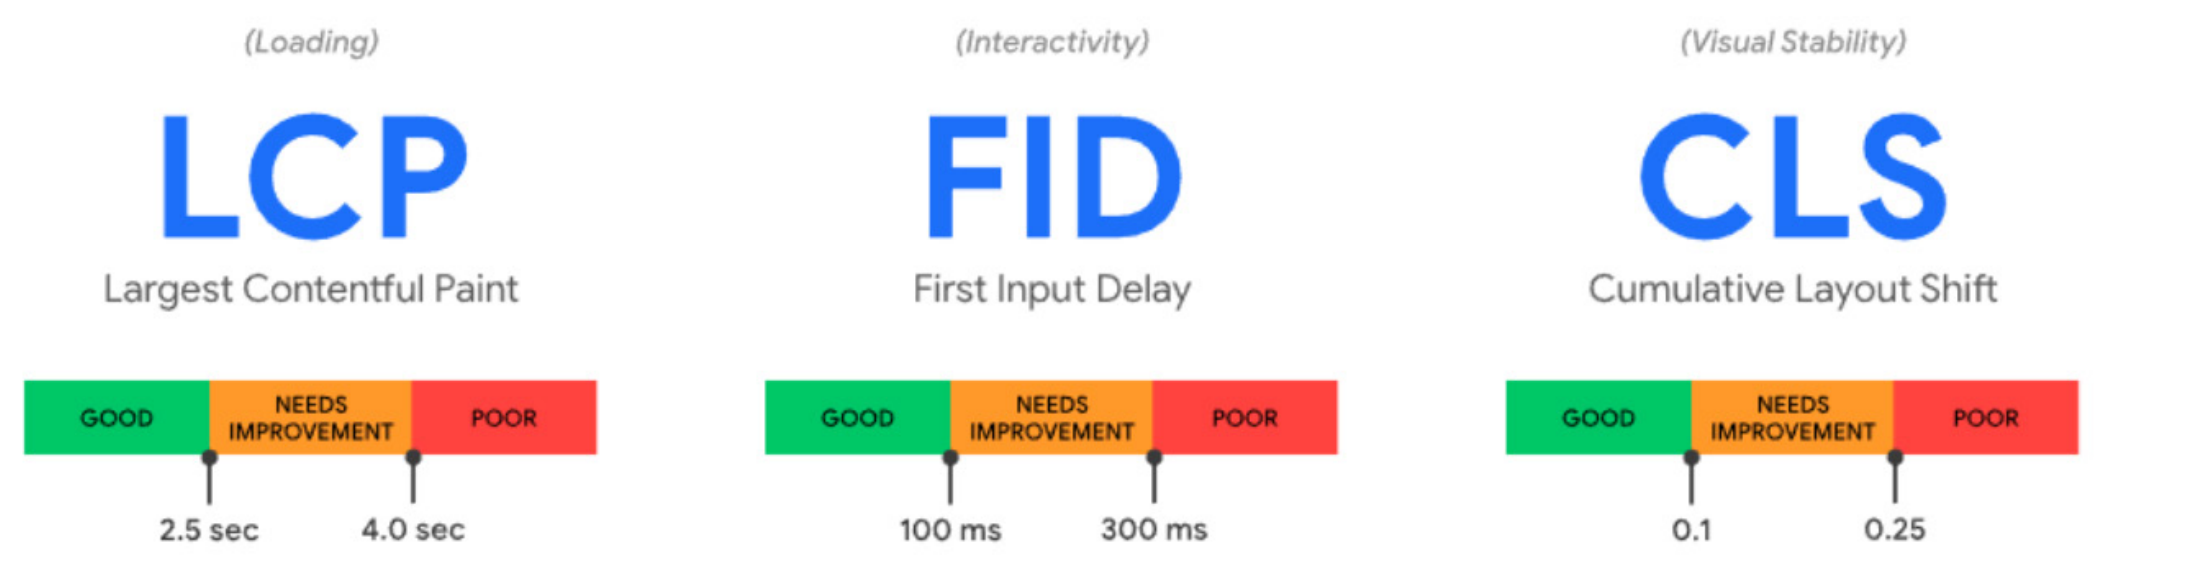 (Loading)
LCP
Largest Contentful Paint
GOOD
NEEDS
IMPROVEMENT
POOR
2.5 sec
4.0 sec
(Interactivity)
FID
First Input Delay
GOOD
NEEDS
IMPROVEMENT
POOR
100 ms
300 ms
(Visual Stability)
CLS
Cumulative Layout Shift
GOOD
NEEDS
IMPROVEMENT
POOR
0.1
0.25